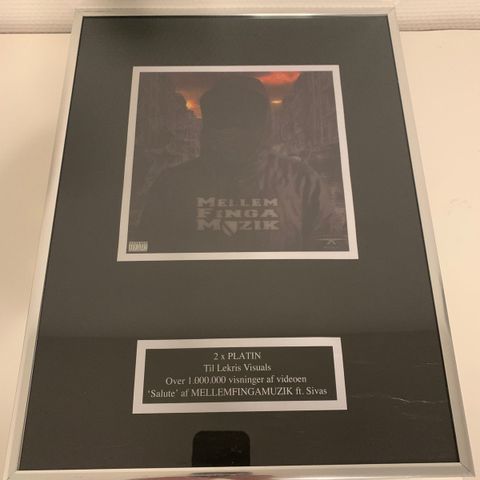 MELLEM
FINGA
MUZIK
2 x PLATIN
Til Lekris Visuals
Over 1.000.000 visninger af videoen
'Salute' af MELLEMFINGAMUZIK ft. Sivas